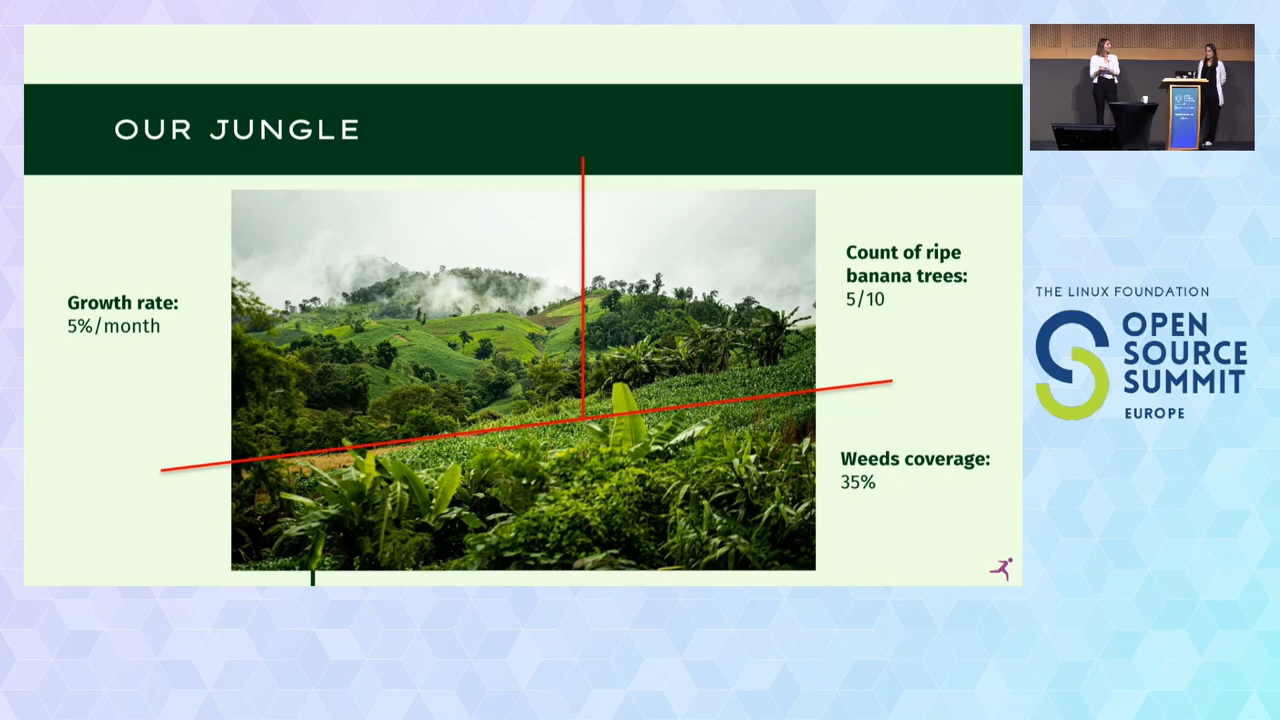 OUR JUNGLE
Growth rate:
5%/month
Count of ripe
banana trees:
5/10
Weeds coverage:
35%
THE LINUX FOUNDATION
OPEN
SOURCE
SUMMIT
EUROPE